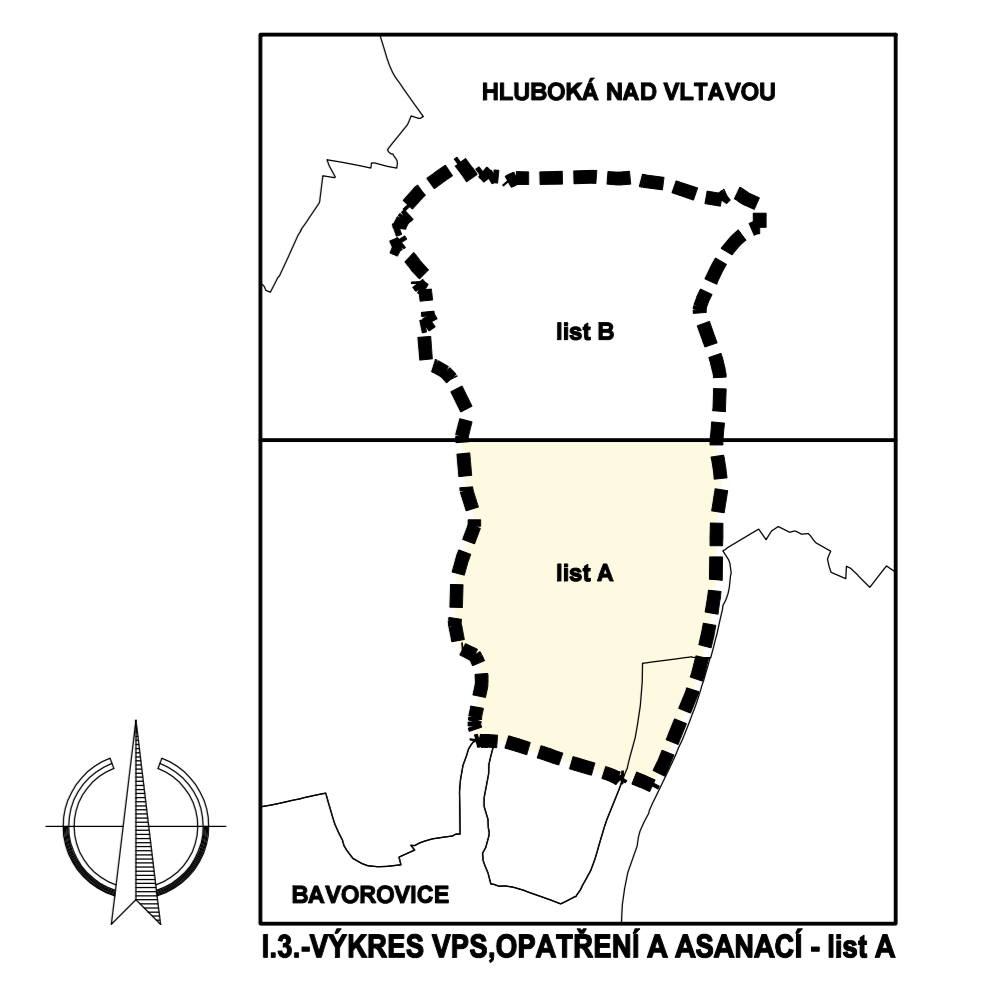 HLUBOKÁ NAD VLTAVOU
list B
list A
BAVOROVICE
I.3.-VÝKRES VPS,OPATŘENÍ A ASANACÍ - list A